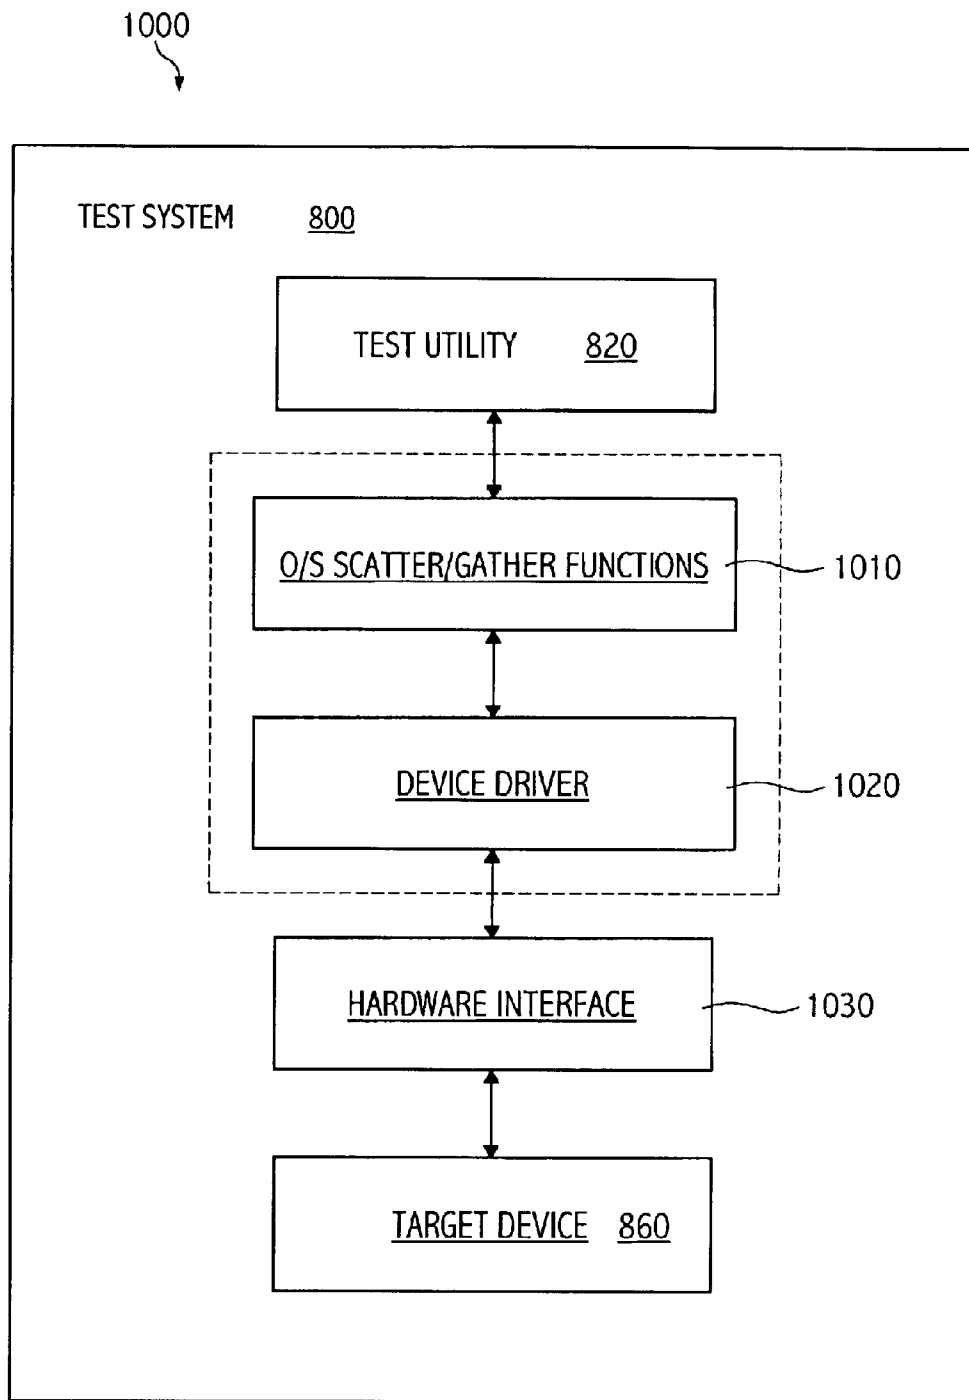 1000
TEST SYSTEM 800
TEST UTILITY 820
O/S SCATTER/GATHER FUNCTIONS
1010
DEVICE DRIVER
1020
HARDWARE INTERFACE
1030
TARGET DEVICE 860